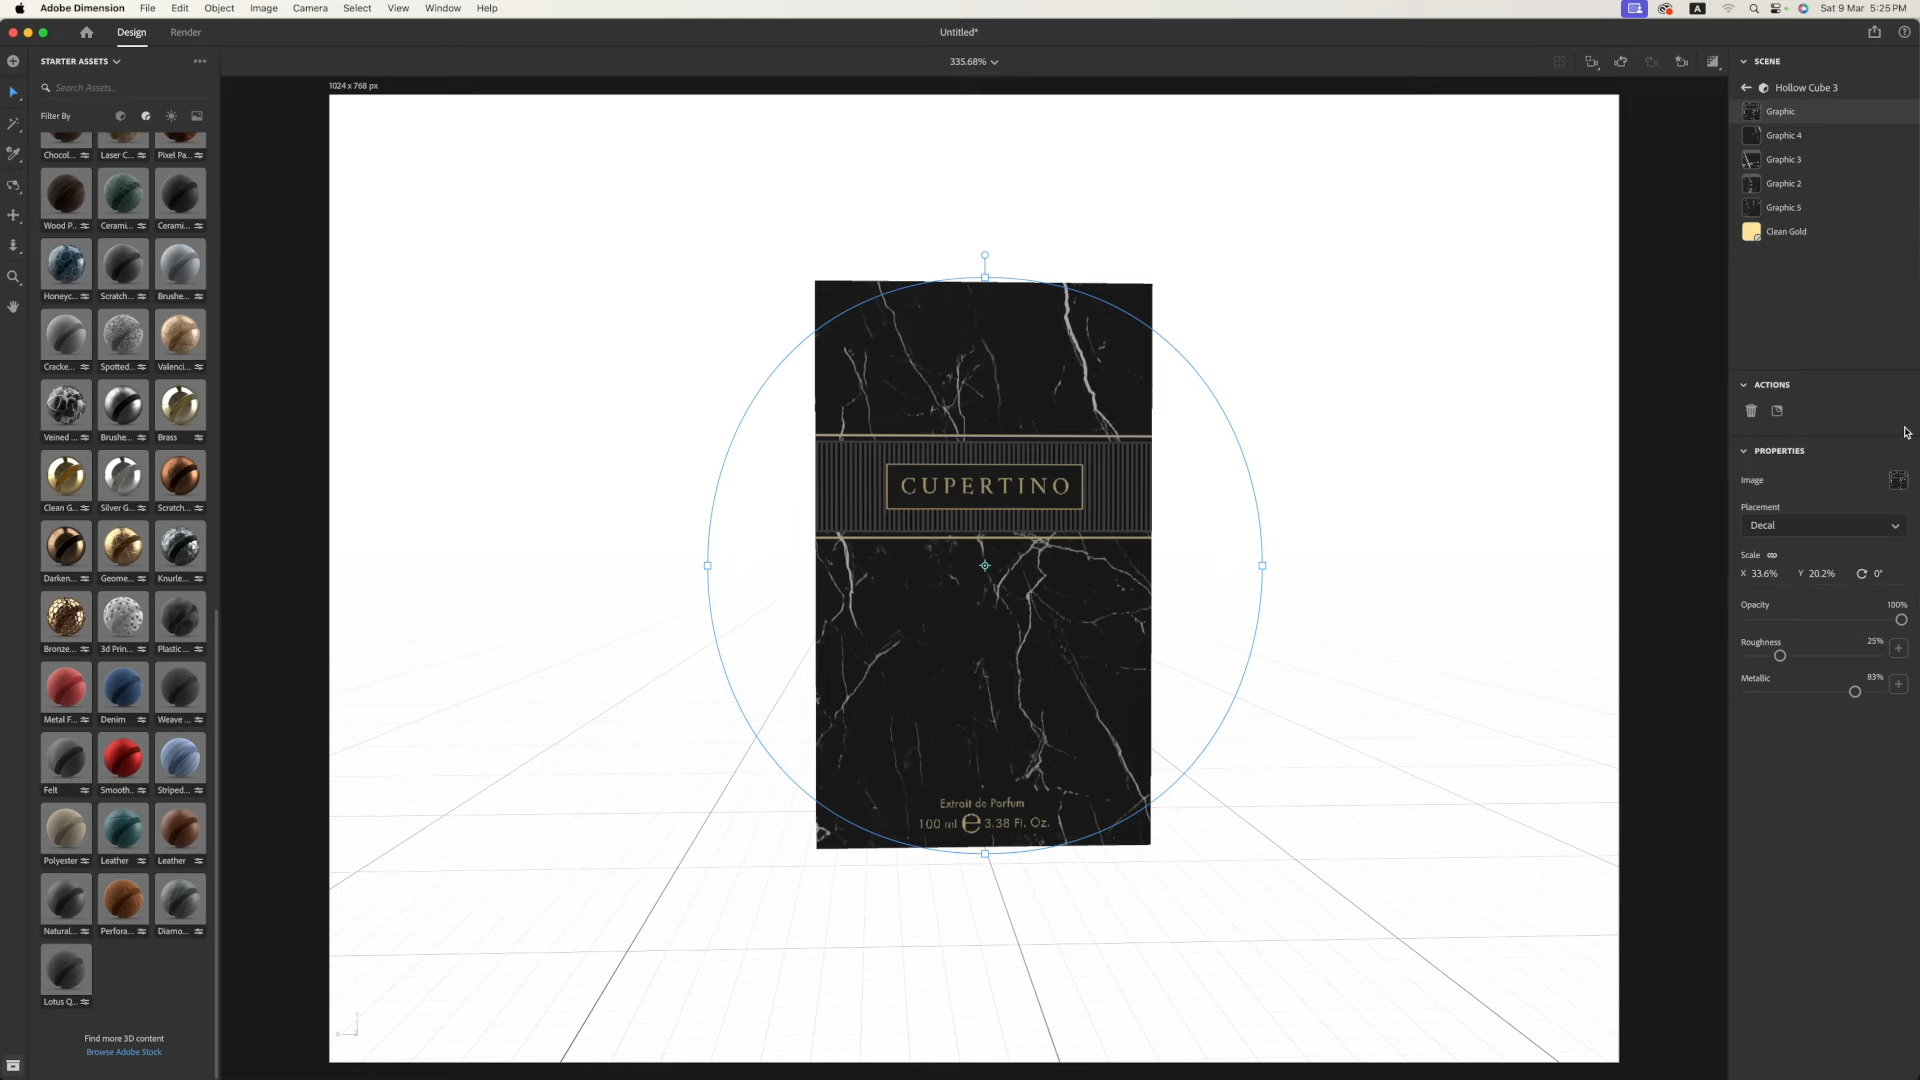 Adobe Dimension File Edit Object Image Camera Select View Window Help
A Sat 9 Mar 5:25 PM
Design Render
Untitled*
STARTER ASSETS
335.68%
SCENE
Search Assets...
1024 x 768 px
Hollow Cube 3
Filter By
Graphic
Graphic 4
Graphic 3
Graphic 2
Graphic 5
Clean Gold
Chocol... Laser C... Pixel Pa...
Wood P... Cerami... Cerami...
Honeyc... Scratch... Brushe...
Cracke... Spotted... Valenci...
Veined ... Brushe... Brass
Clean G... Silver G... Scratch...
Darken... Geome... Knurle...
Bronze... 3d Prin... Plastic ...
Metal F... Denim Weave ...
Felt Smooth... Striped...
Polyester Leather Leather
Natural... Perfora... Diamo...
Lotus Q...
Find more 3D content
Browse Adobe Stock
CUPERTINO
Extrait de Parfum
100 ml e 3.38 Fl. Oz.
ACTIONS
PROPERTIES
Image
Placement
Decal
Scale
X 33.6% Y 20.2% 0°
Opacity 100%
Roughness 25%
Metallic 83%